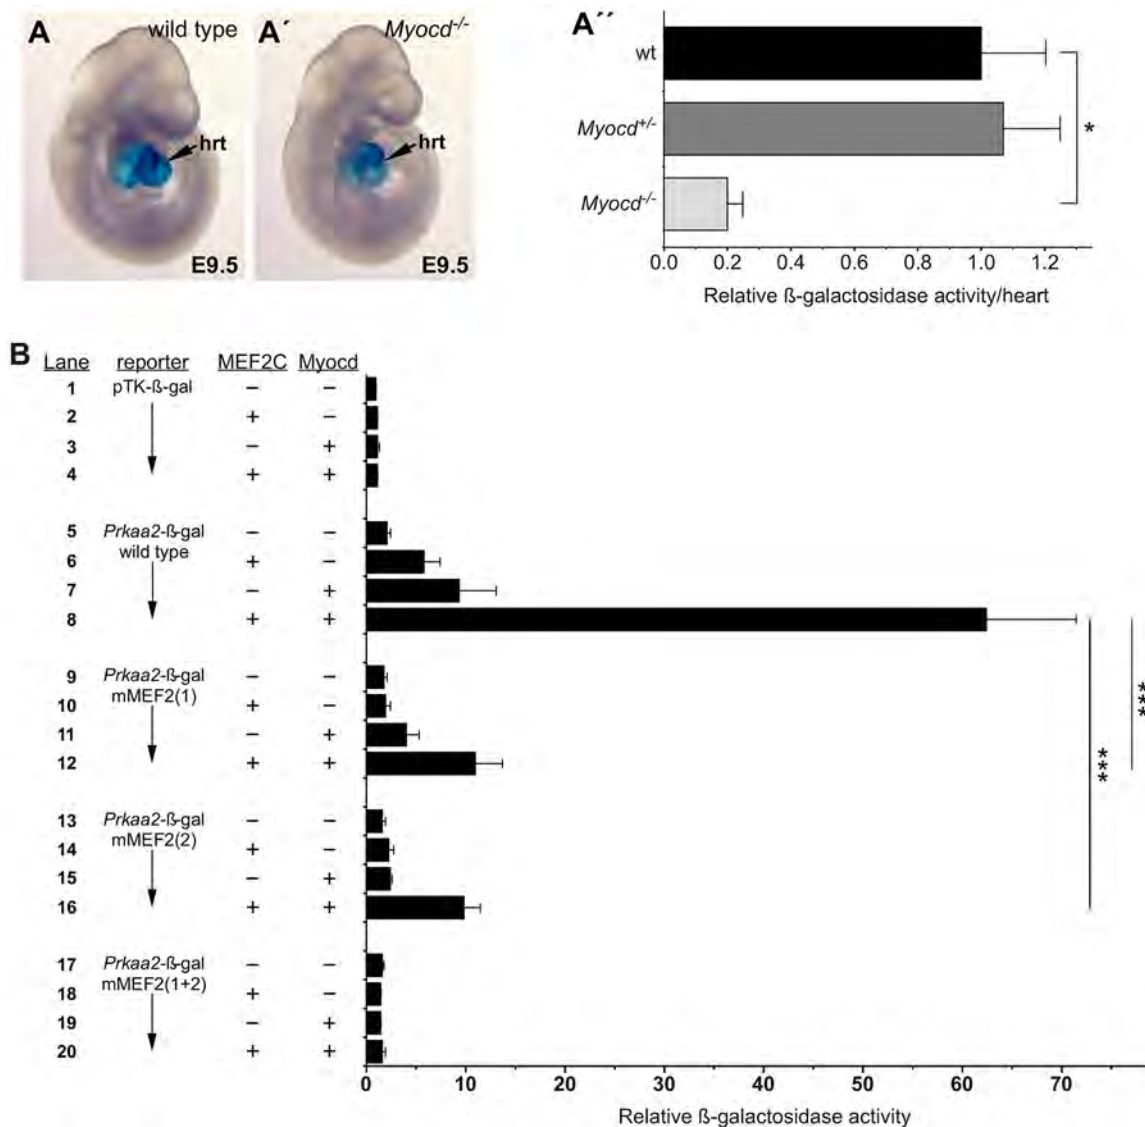 A wild type
hrt
E9.5
A´ Myocd-/-
hrt
E9.5
A´´
wt
Myocd+/-
Myocd-/-
*
0.0 0.2 0.4 0.6 0.8 1.0 1.2
Relative ß-galactosidase activity/heart
B
Lane reporter MEF2C Myocd
1 pTK-ß-gal − −
2 + −
3 − +
4 + +
5 Prkaa2-ß-gal − −
wild type
6 + −
7 − +
8 + +
9 Prkaa2-ß-gal − −
mMEF2(1)
10 + −
11 − +
12 + +
13 Prkaa2-ß-gal − −
mMEF2(2)
14 + −
15 − +
16 + +
17 Prkaa2-ß-gal − −
mMEF2(1+2)
18 + −
19 − +
20 + +
***
***
0 10 20 30 40 50 60 70
Relative ß-galactosidase activity